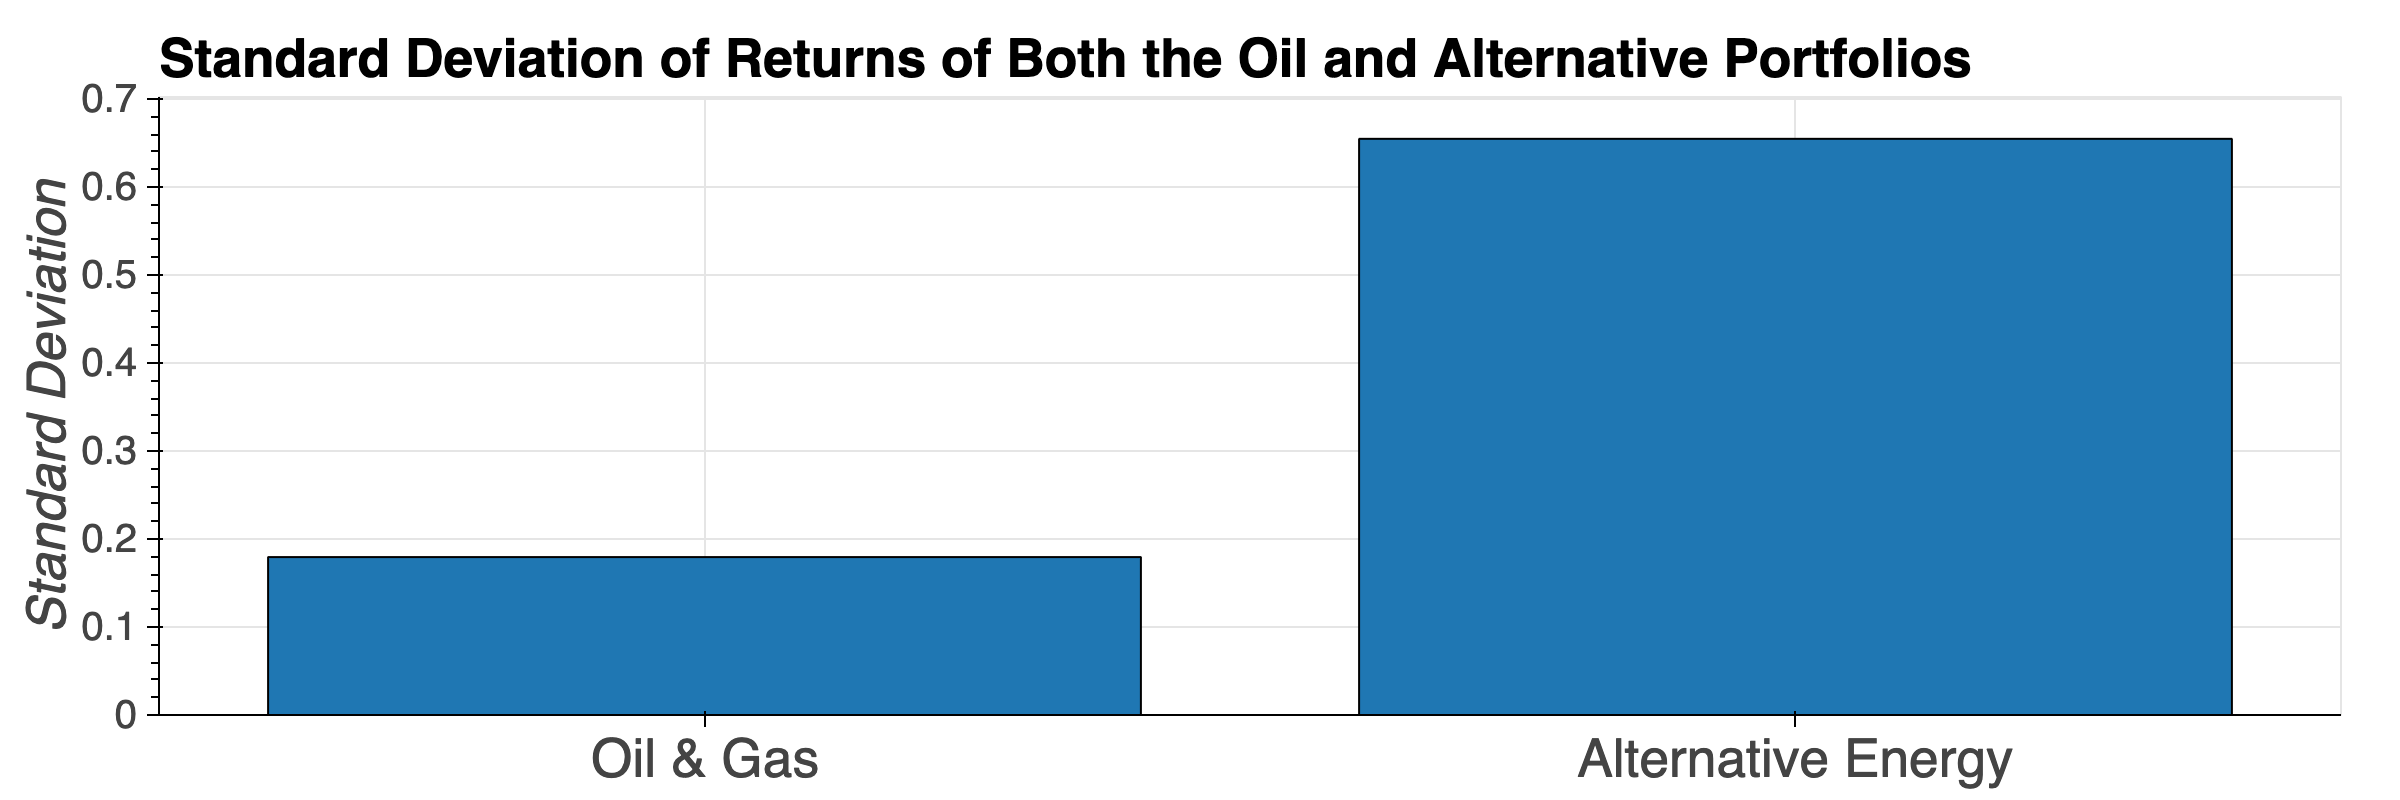 Standard Deviation of Returns of Both the Oil and Alternative Portfolios
Standard Deviation
0.7
0.6
0.5
0.4
0.3
0.2
0.1
0
Oil & Gas
Alternative Energy